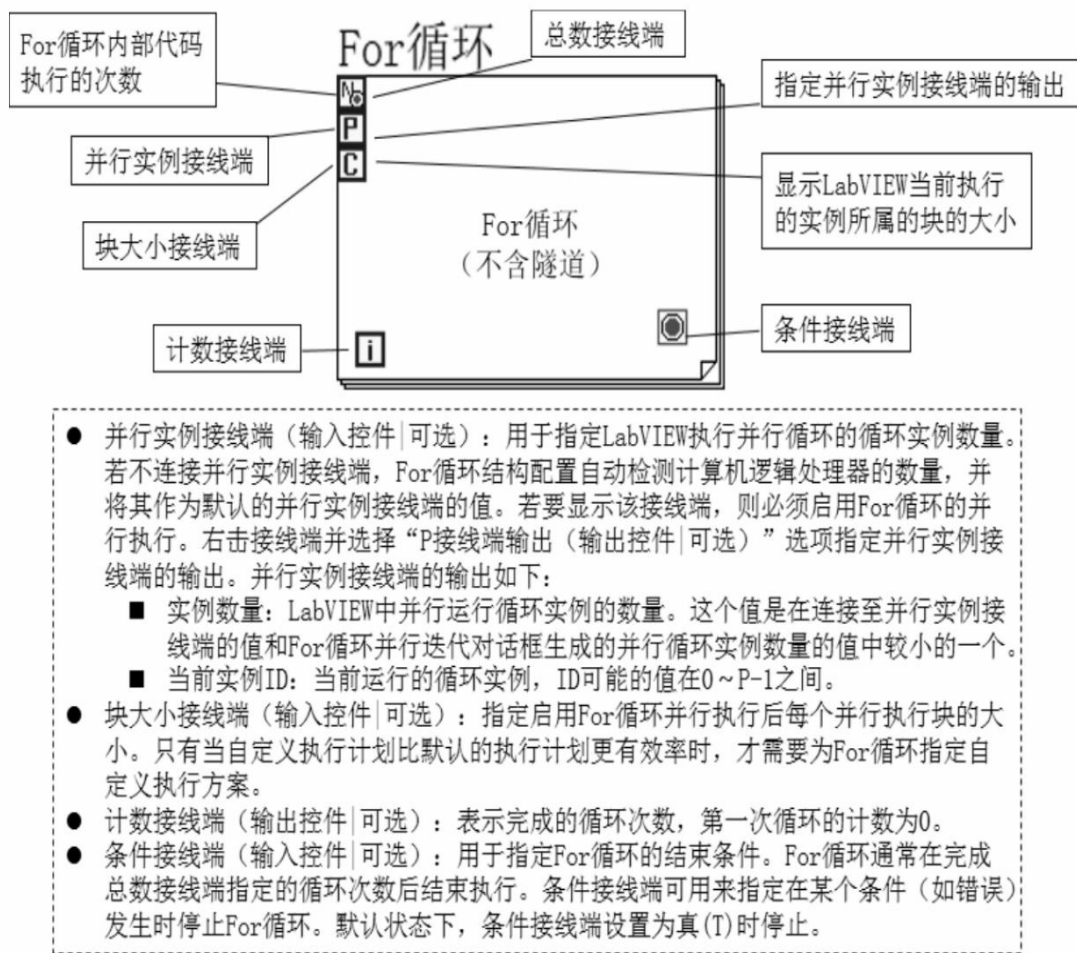 For循环内部代码
执行的次数
For循环
总数接线端
指定并行实例接线端的输出
N
P
并行实例接线端
C
显示LabVIEW当前执行
的实例所属的块的大小
块大小接线端
For循环
（不含隧道）
计数接线端
i
条件接线端
● 并行实例接线端（输入控件|可选）：用于指定LabVIEW执行并行循环的循环实例数量。
若不连接并行实例接线端，For循环结构配置自动检测计算机逻辑处理器的数量，并
将其作为默认的并行实例接线端的值。若要显示该接线端，则必须启用For循环的并
行执行。右击接线端并选择“P接线端输出（输出控件|可选）”选项指定并行实例接
线端的输出。并行实例接线端的输出如下：
■ 实例数量：LabVIEW中并行运行循环实例的数量。这个值是在连接至并行实例接
线端的值和For循环并行迭代对话框生成的并行循环实例数量的值中较小的一个。
■ 当前实例ID：当前运行的循环实例，ID可能的值在0～P-1之间。
● 块大小接线端（输入控件|可选）：指定启用For循环并行执行后每个并行执行块的大
小。只有当自定义执行计划比默认的执行计划更有效率时，才需要为For循环指定自
定义执行方案。
● 计数接线端（输出控件|可选）：表示完成的循环次数，第一次循环的计数为0。
● 条件接线端（输入控件|可选）：用于指定For循环的结束条件。For循环通常在完成
总数接线端指定的循环次数后结束执行。条件接线端可用来指定在某个条件（如错误）
发生时停止For循环。默认状态下，条件接线端设置为真(T)时停止。